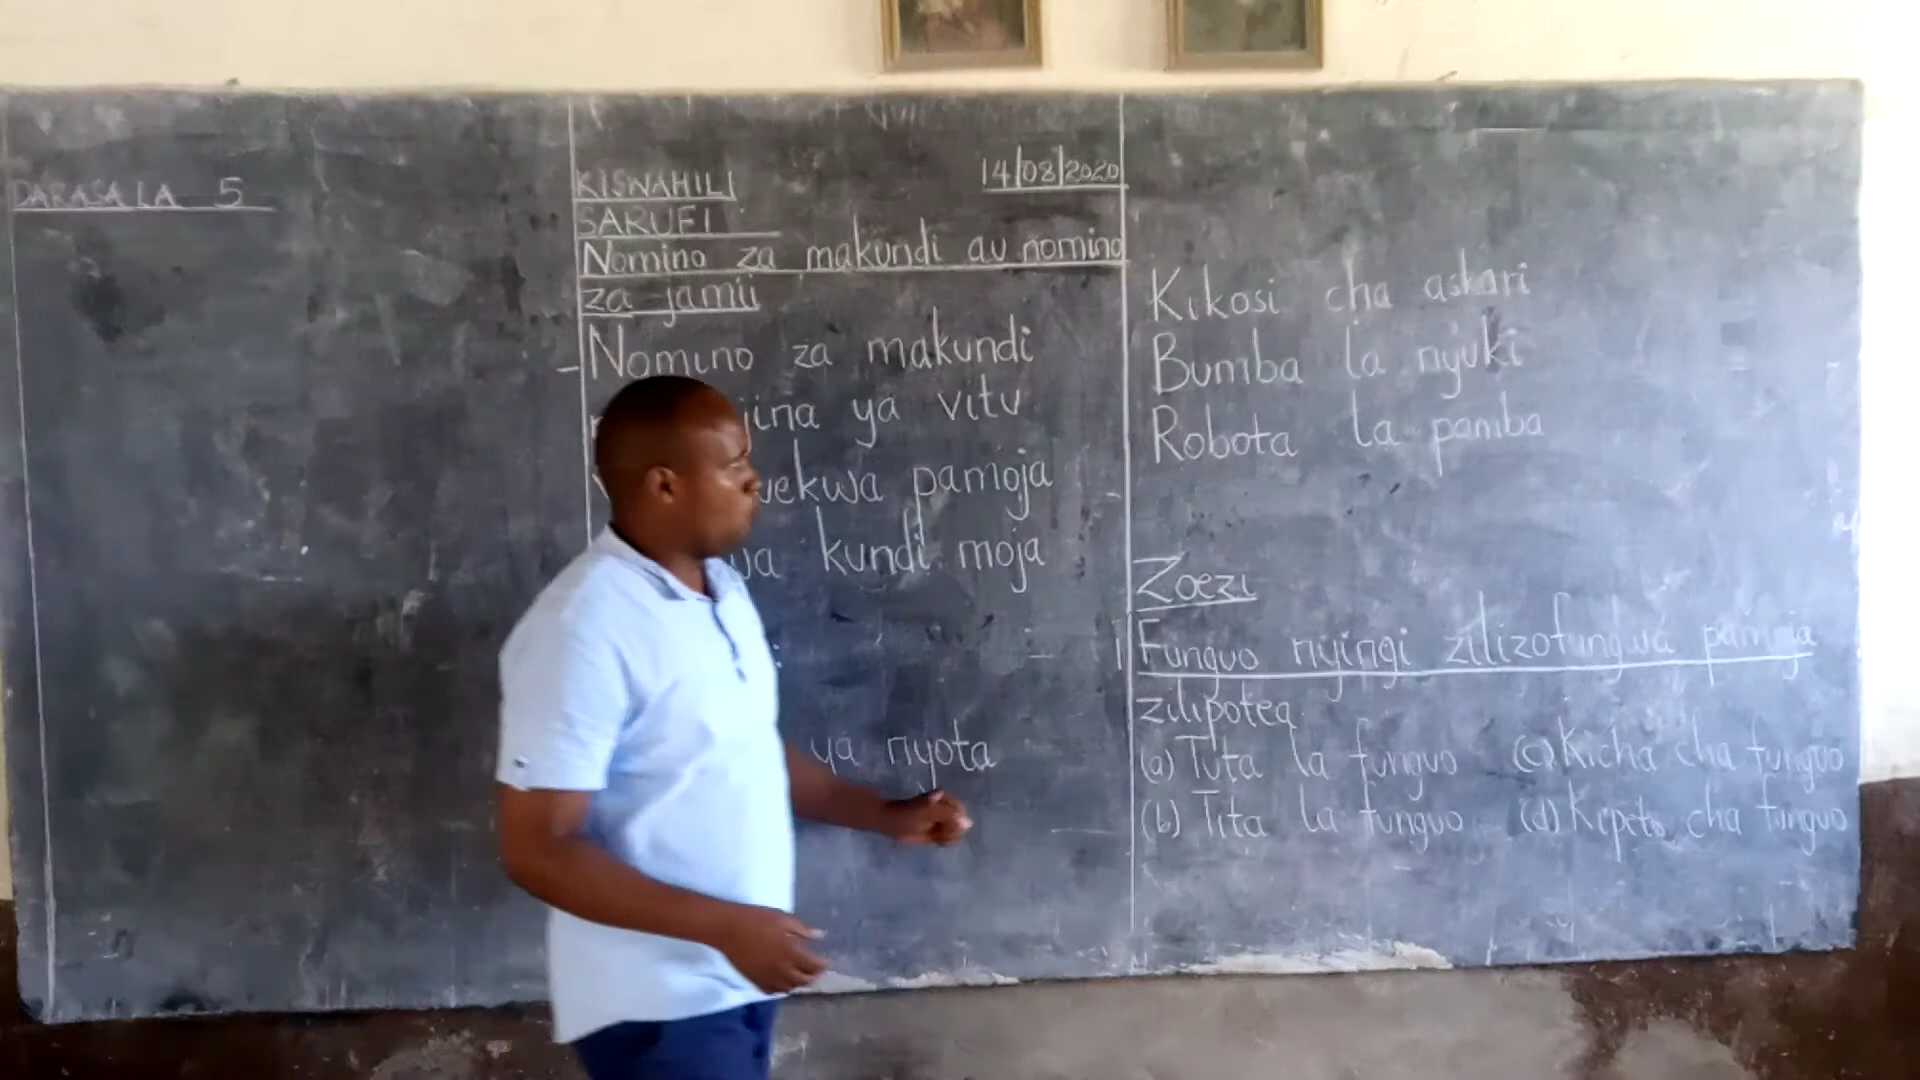 DARASA LA 5
KISWAHILI 14/08/2020
SARUFI
Nomino za makundi au nomino
za jamii
- Nomino za makundi
jina ya vitu
pamoja
kundi moja
ya nyota
Kikosi cha askari
Bumba la nyuki
Robota la pamba
Zoezi
1 Funguo nyingi zilizofungwa pamoja
zilipotea
(a) Tuta la funguo (c) Kicha cha funguo
(b) Tita la funguo (d) Kipeto cha funguo